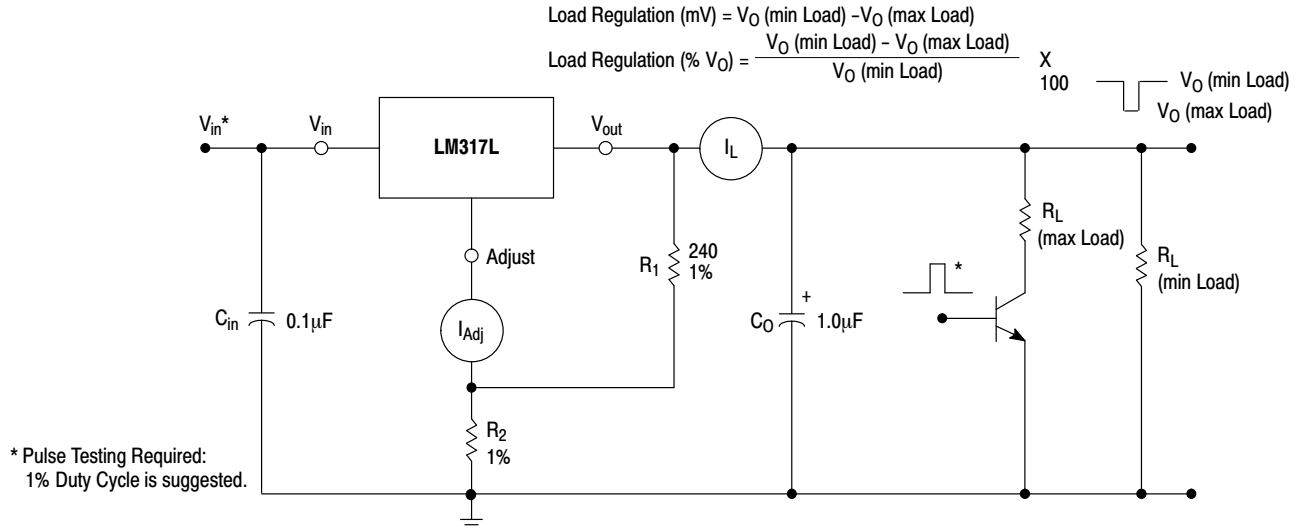 Load Regulation (mV) = VO (min Load) -VO (max Load)
Load Regulation (% VO) = VO (min Load) - VO (max Load)
VO (min Load)
X
100
VO (min Load)
VO (max Load)
Vin*
Vin
LM317L
Vout
IL
RL
(max Load)
Adjust
R1
240
1%
RL
(min Load)
*
Cin
0.1μF
IAdj
CO
+
1.0μF
R2
1%
* Pulse Testing Required:
1% Duty Cycle is suggested.